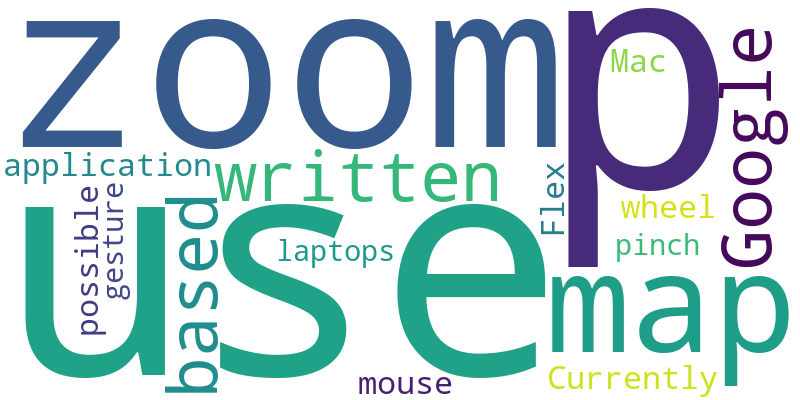 zoom
p
Mac
Google
application
written
Flex
wheel
possible
gesture
based
use
laptops
pinch
map
mouse
Currently